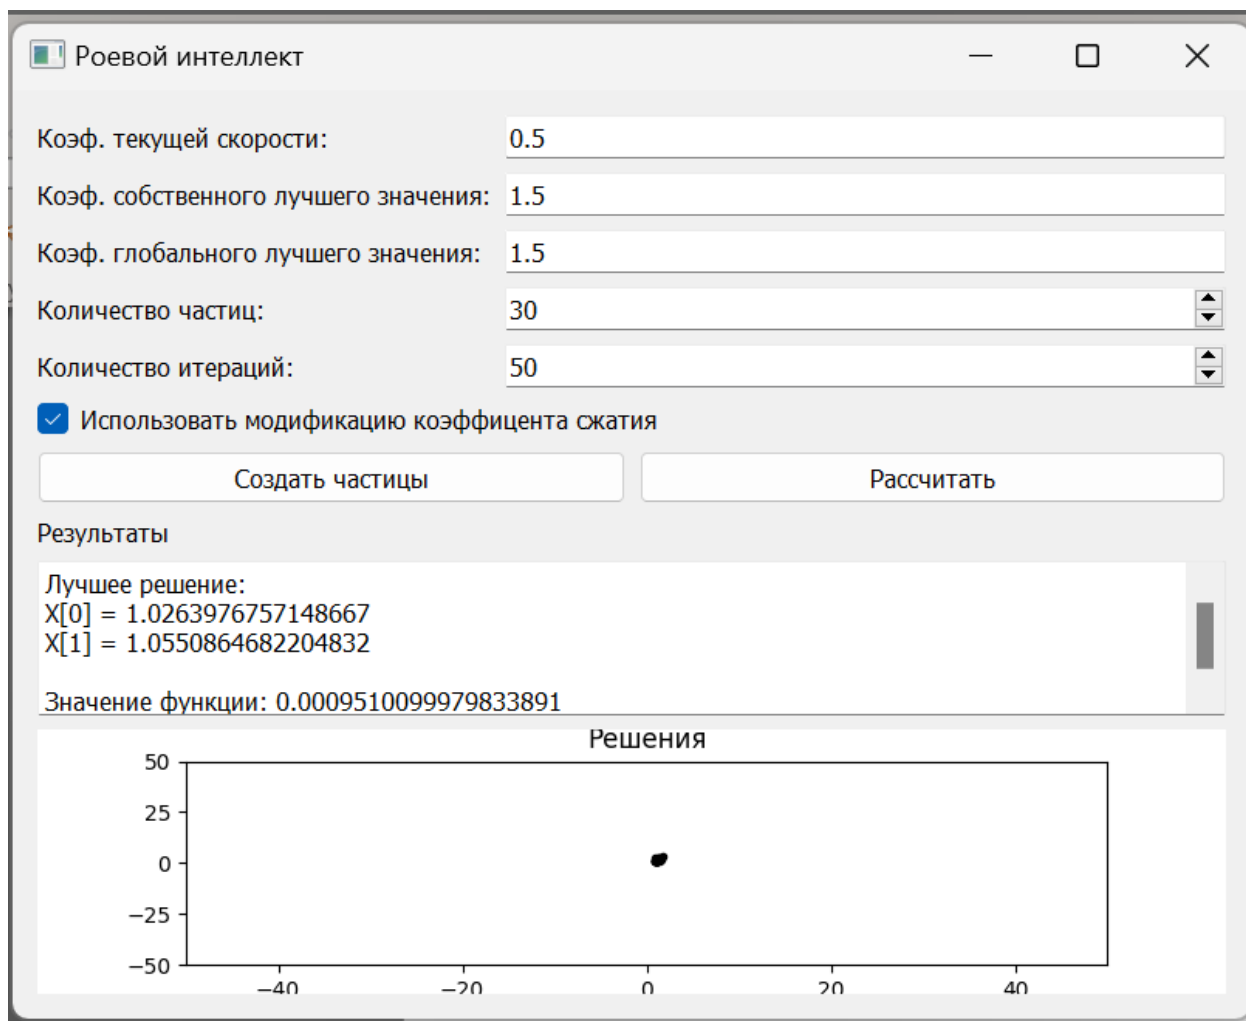 Роевой интеллект
Коэф. текущей скорости: 0.5
Коэф. собственного лучшего значения: 1.5
Коэф. глобального лучшего значения: 1.5
Количество частиц: 30
Количество итераций: 50
Использовать модификацию коэффицента сжатия
Создать частицы Рассчитать
Результаты
Лучшее решение:
X[0] = 1.0263976757148667
X[1] = 1.0550864682204832
Значение функции: 0.0009510099979833891
Решения
50
25
0
−25
−50
−40 −20 0 20 40